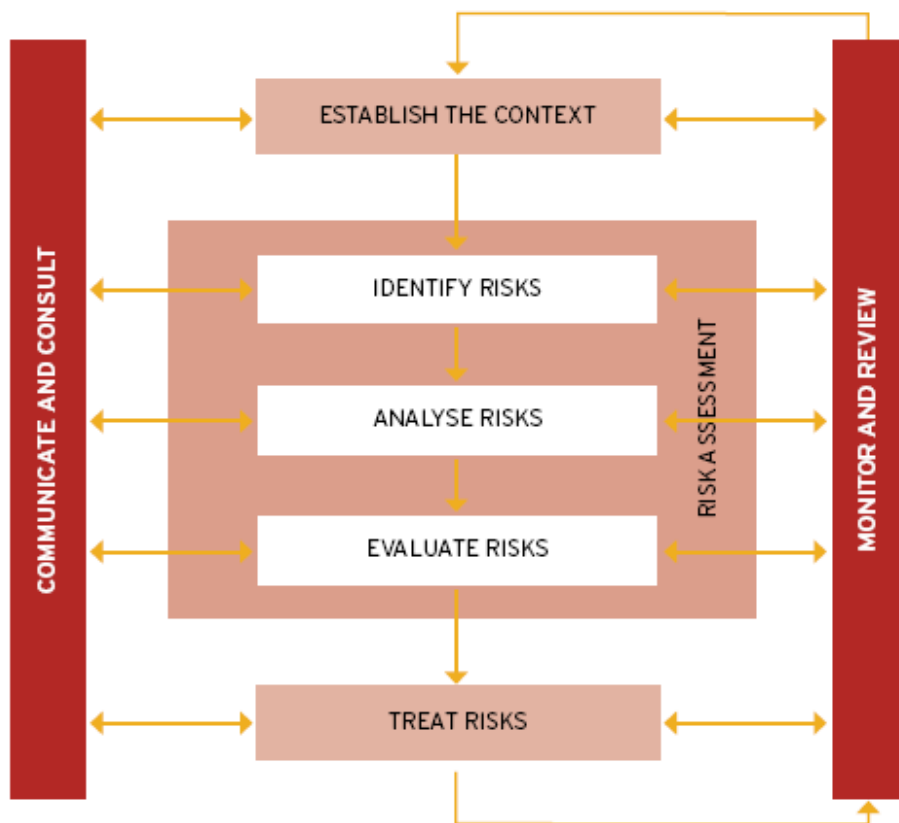 ESTABLISH THE CONTEXT
COMMUNICATE AND CONSULT
IDENTIFY RISKS
ANALYSE RISKS
EVALUATE RISKS
RISK ASSESSMENT
MONITOR AND REVIEW
TREAT RISKS